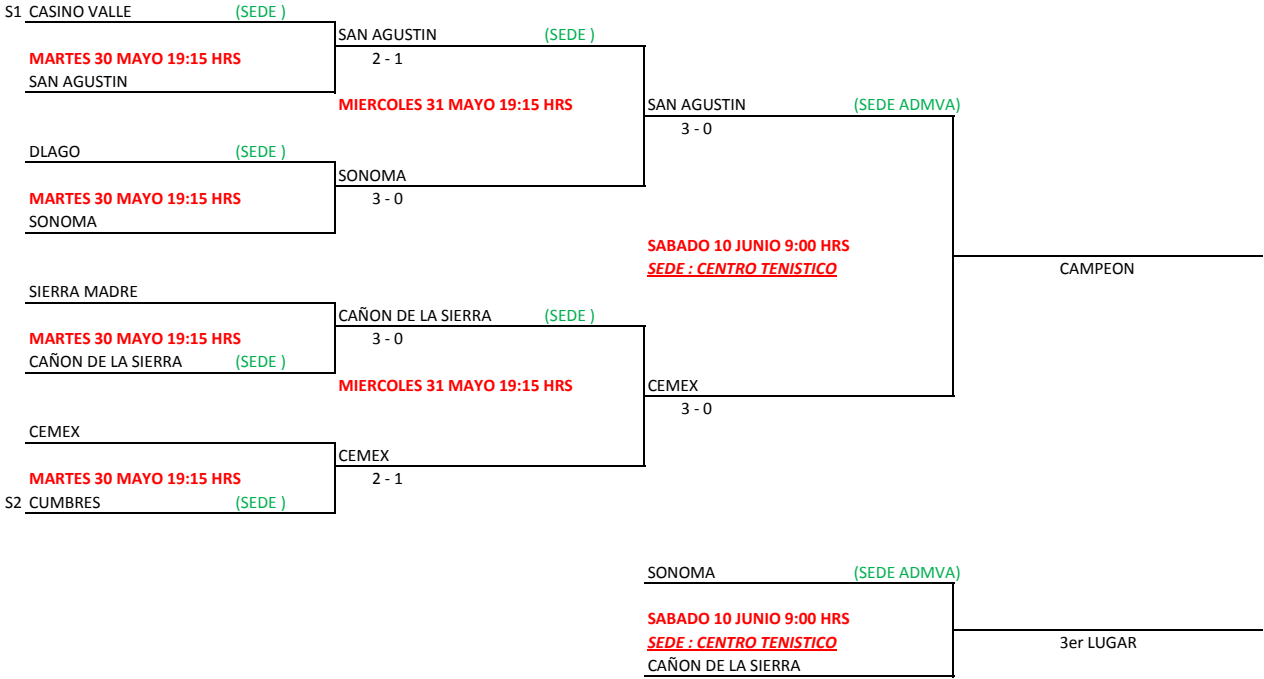 S1 CASINO VALLE (SEDE )
SAN AGUSTIN (SEDE )
MARTES 30 MAYO 19:15 HRS
2 - 1
SAN AGUSTIN
MIERCOLES 31 MAYO 19:15 HRS
SAN AGUSTIN (SEDE ADMVA)
3 - 0
DLAGO (SEDE )
SONOMA
MARTES 30 MAYO 19:15 HRS
3 - 0
SONOMA
SABADO 10 JUNIO 9:00 HRS
SEDE : CENTRO TENISTICO
CAMPEON
SIERRA MADRE
CAÑON DE LA SIERRA (SEDE )
MARTES 30 MAYO 19:15 HRS
3 - 0
CAÑON DE LA SIERRA (SEDE )
MIERCOLES 31 MAYO 19:15 HRS
CEMEX
3 - 0
CEMEX
CEMEX
MARTES 30 MAYO 19:15 HRS
2 - 1
S2 CUMBRES (SEDE )
SONOMA (SEDE ADMVA)
SABADO 10 JUNIO 9:00 HRS
SEDE : CENTRO TENISTICO
3er LUGAR
CAÑON DE LA SIERRA